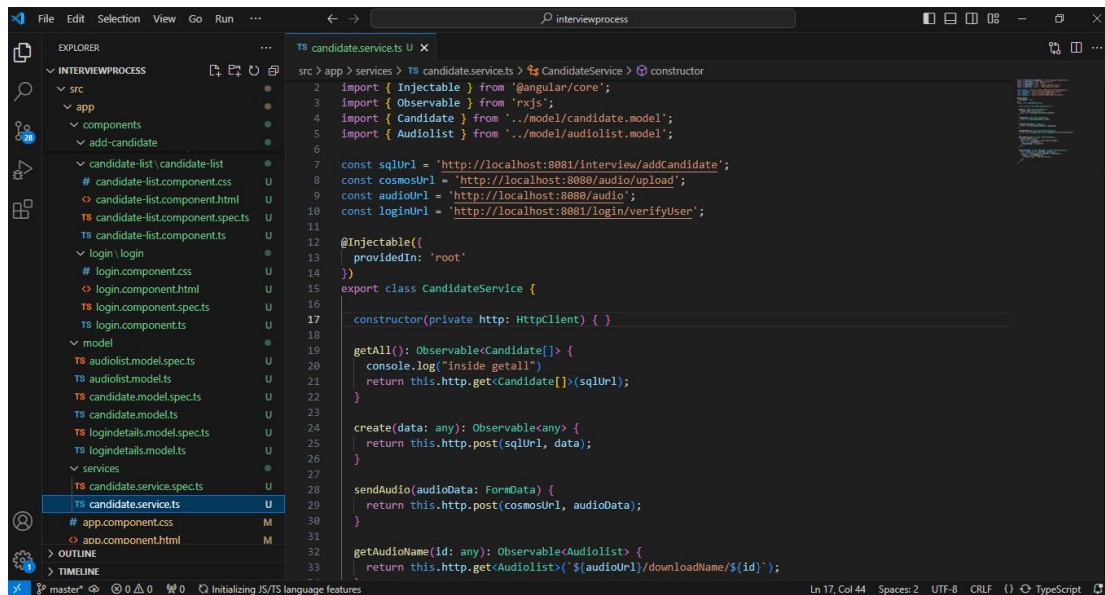 File Edit Selection View Go Run ...
interviewprocess
EXPLORER ...
INTERVIEWPROCESS
src
app
components
add-candidate
candidate-list \ candidate-list
# candidate-list.component.css U
<> candidate-list.component.html U
TS candidate-list.component.spec.ts U
TS candidate-list.component.ts U
login \ login
# login.component.css U
<> login.component.html U
TS login.component.spec.ts U
TS login.component.ts U
model
TS audiolist.model.spec.ts U
TS audiolist.model.ts U
TS candidate.model.spec.ts U
TS candidate.model.ts U
TS logindetails.model.spec.ts U
TS logindetails.model.ts U
services
TS candidate.service.spec.ts U
TS candidate.service.ts U
# app.component.css M
<> app.component.html M
OUTLINE
TIMELINE
28
1
TS candidate.service.ts U
src > app > services > TS candidate.service.ts > CandidateService > constructor
2 import { Injectable } from '@angular/core';
3 import { Observable } from 'rxjs';
4 import { Candidate } from '../model/candidate.model';
5 import { Audiolist } from '../model/audiolist.model';
6
7 const sqlUrl = 'http://localhost:8081/interview/addCandidate';
8 const cosmosUrl = 'http://localhost:8080/audio/upload';
9 const audioUrl = 'http://localhost:8080/audio';
10 const loginUrl = 'http://localhost:8081/login/verifyUser';
11
12 @Injectable({
13 providedIn: 'root'
14 })
15 export class CandidateService {
16
17 constructor(private http: HttpClient) { }
18
19 getAll(): Observable<Candidate[]> {
20 console.log("inside getall")
21 return this.http.get<Candidate[]>(sqlUrl);
22 }
23
24 create(data: any): Observable<any> {
25 return this.http.post(sqlUrl, data);
26 }
27
28 sendAudio(audioData: FormData) {
29 return this.http.post(cosmosUrl, audioData);
30 }
31
32 getAudioName(id: any): Observable<Audiolist> {
33 return this.http.get<Audiolist>(`${audioUrl}/downloadName/${id}`);
master* 0 0 0 Initializing JS/TS language features Ln 17, Col 44 Spaces: 2 UTF-8 CRLF {} TypeScript